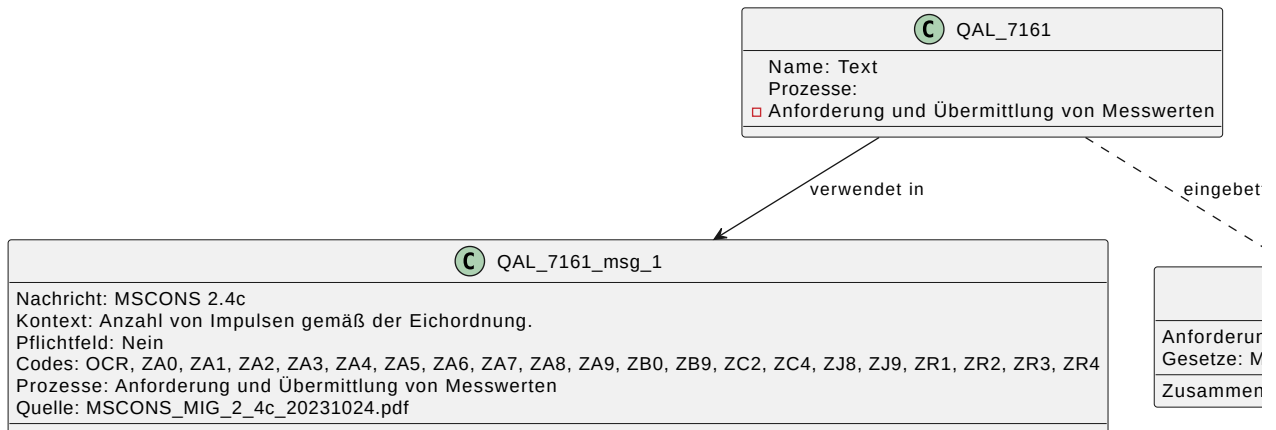 C QAL_7161
Name: Text
Prozesse:
Anforderung und Übermittlung von Messwerten
verwendet in
C QAL_7161_msg_1
Nachricht: MSCONS 2.4c
Kontext: Anzahl von Impulsen gemäß der Eichordnung.
Pflichtfeld: Nein
Codes: OCR, ZA0, ZA1, ZA2, ZA3, ZA4, ZA5, ZA6, ZA7, ZA8, ZA9, ZB0, ZB9, ZC2, ZC4, ZJ8, ZJ9, ZR1, ZR2, ZR3, ZR4
Prozesse: Anforderung und Übermittlung von Messwerten
Quelle: MSCONS_MIG_2_4c_20231024.pdf
Gesetze: